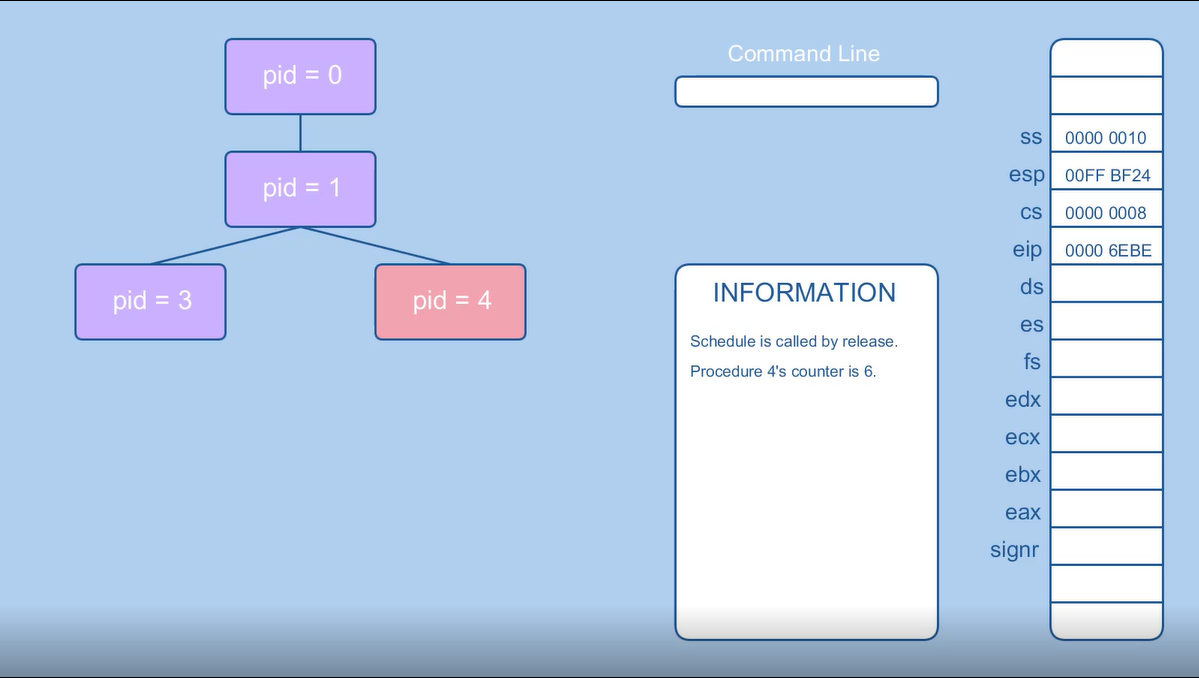 pid = 0
pid = 1
pid = 3
pid = 4
Command Line
INFORMATION
Schedule is called by release.
Procedure 4's counter is 6.
ss 0000 0010
esp 00FF BF24
cs 0000 0008
eip 0000 6EBE
ds
es
fs
edx
ecx
ebx
eax
signr